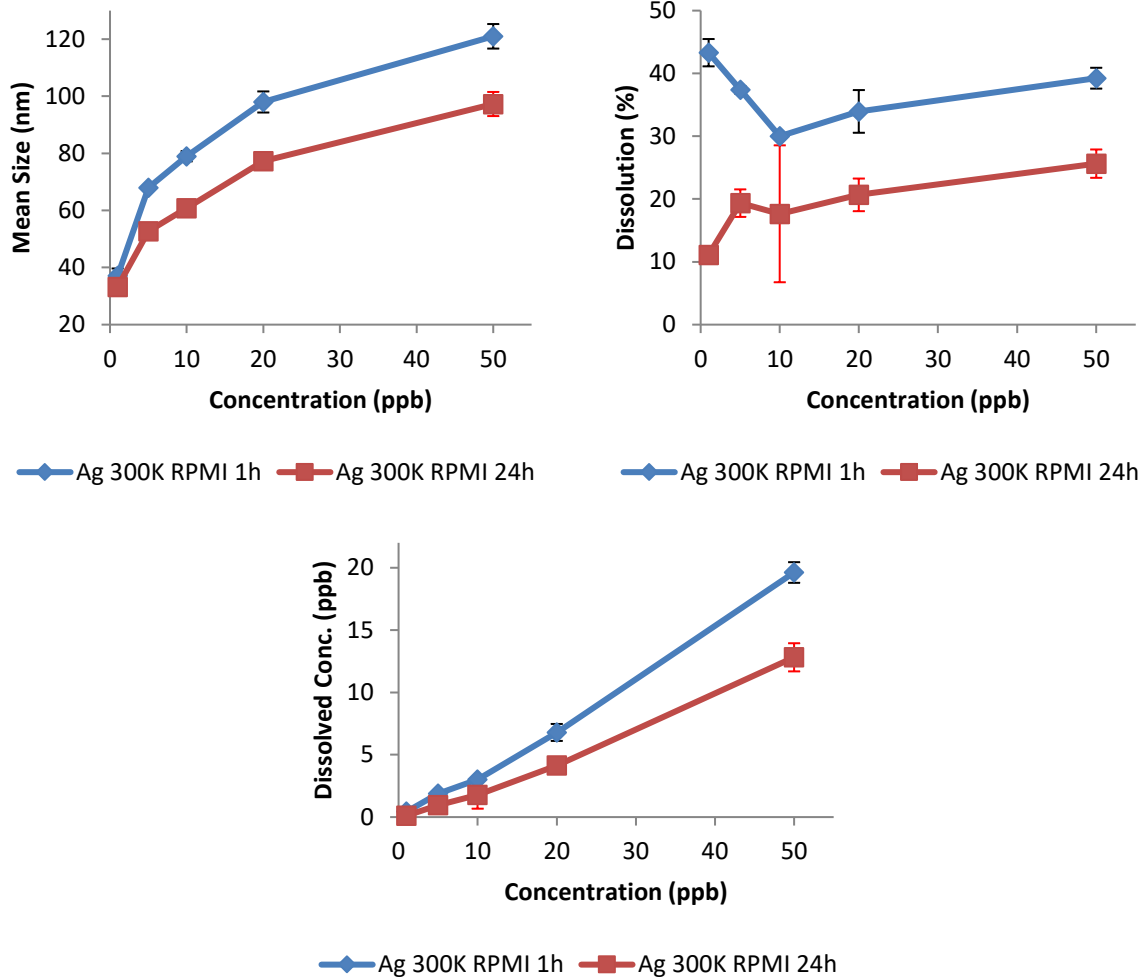 Mean Size (nm)
120
100
80
60
40
20
0 10 20 30 40 50
Concentration (ppb)
Ag 300K RPMI 1h Ag 300K RPMI 24h
Dissolution (%)
50
40
30
20
10
0
0 10 20 30 40 50
Concentration (ppb)
Ag 300K RPMI 1h Ag 300K RPMI 24h
Dissolved Conc. (ppb)
20
15
10
5
0
0 10 20 30 40 50
Concentration (ppb)
Ag 300K RPMI 1h Ag 300K RPMI 24h